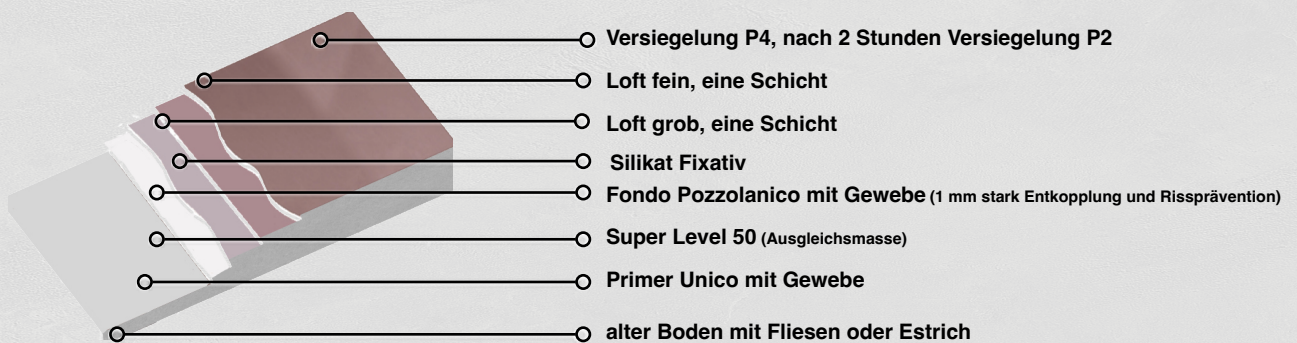 Versiegelung P4, nach 2 Stunden Versiegelung P2
Loft fein, eine Schicht
Loft grob, eine Schicht
Silikat Fixativ
Fondo Pozzolanico mit Gewebe (1 mm stark Entkopplung und Rissprävention)
Super Level 50 (Ausgleichsmasse)
Primer Unico mit Gewebe
alter Boden mit Fliesen oder Estrich